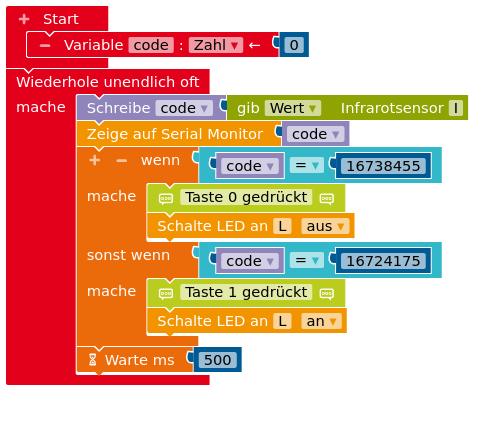 + Start
− Variable code : Zahl ▾ ← 0
Wiederhole unendlich oft
mache Schreibe code ▾ gib Wert ▾ Infrarotsensor I
Zeige auf Serial Monitor code ▾
+ − wenn code ▾ = ▾ 16738455
mache Taste 0 gedrückt
Schalte LED an L aus ▾
sonst wenn code ▾ = ▾ 16724175
mache Taste 1 gedrückt
Schalte LED an L an ▾
Warte ms 500